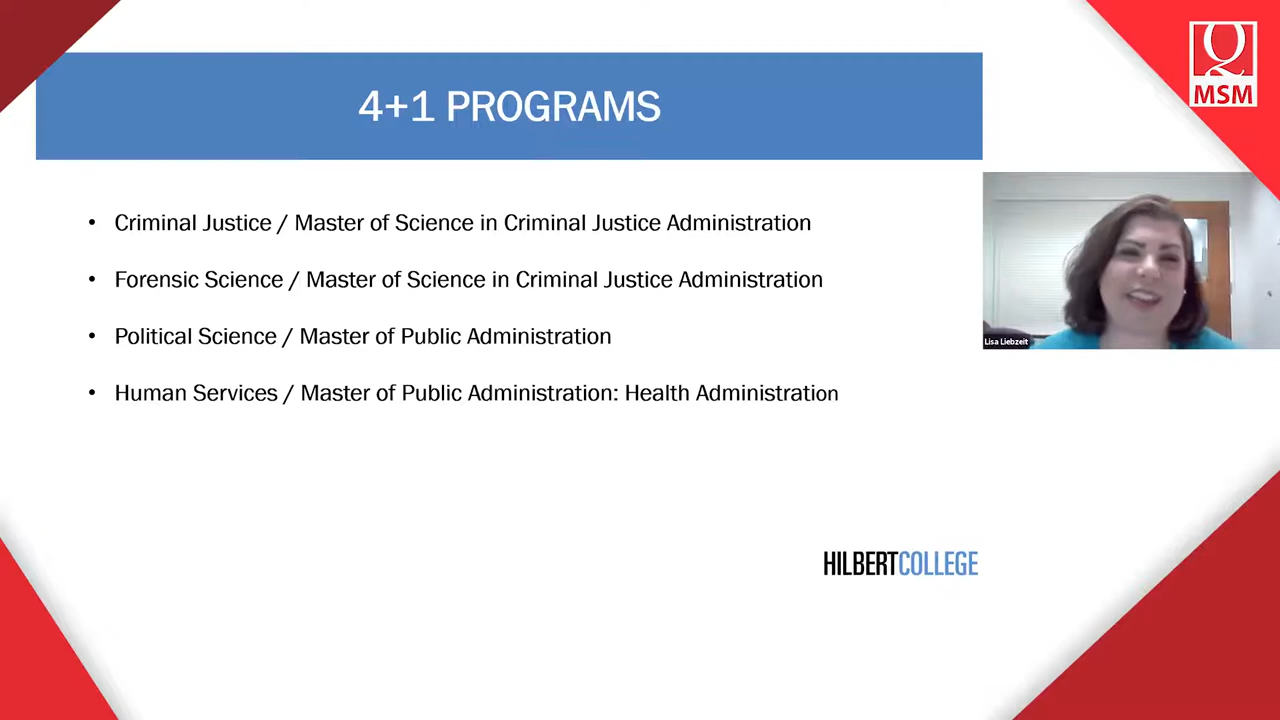 4+1 PROGRAMS
Q
MSM
• Criminal Justice / Master of Science in Criminal Justice Administration
• Forensic Science / Master of Science in Criminal Justice Administration
• Political Science / Master of Public Administration
Lisa Liebzeit
• Human Services / Master of Public Administration: Health Administration
HILBERTCOLLEGE